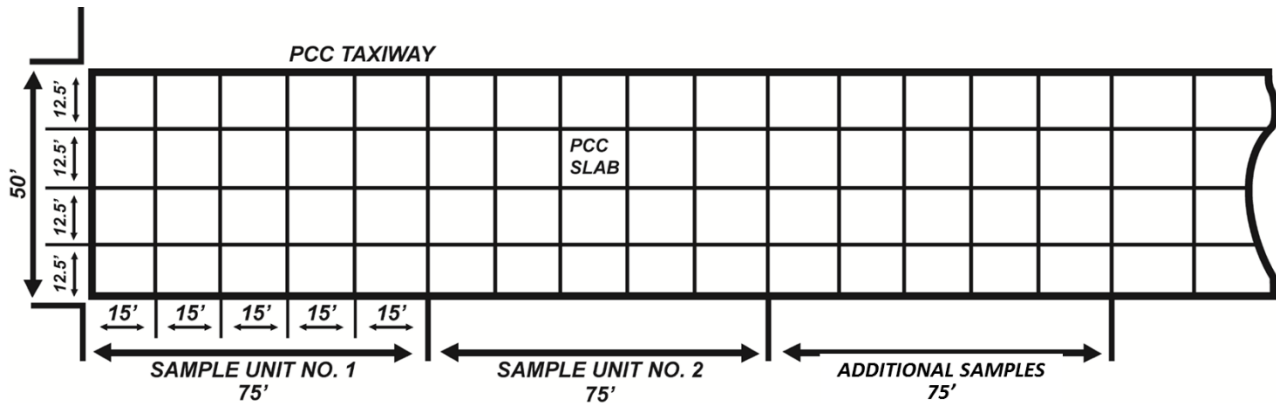 PCC TAXIWAY
12.5'
12.5'
12.5'
12.5'
50'
PCC
SLAB
15'
15'
15'
15'
15'
SAMPLE UNIT NO. 1
75'
SAMPLE UNIT NO. 2
75'
ADDITIONAL SAMPLES
75'